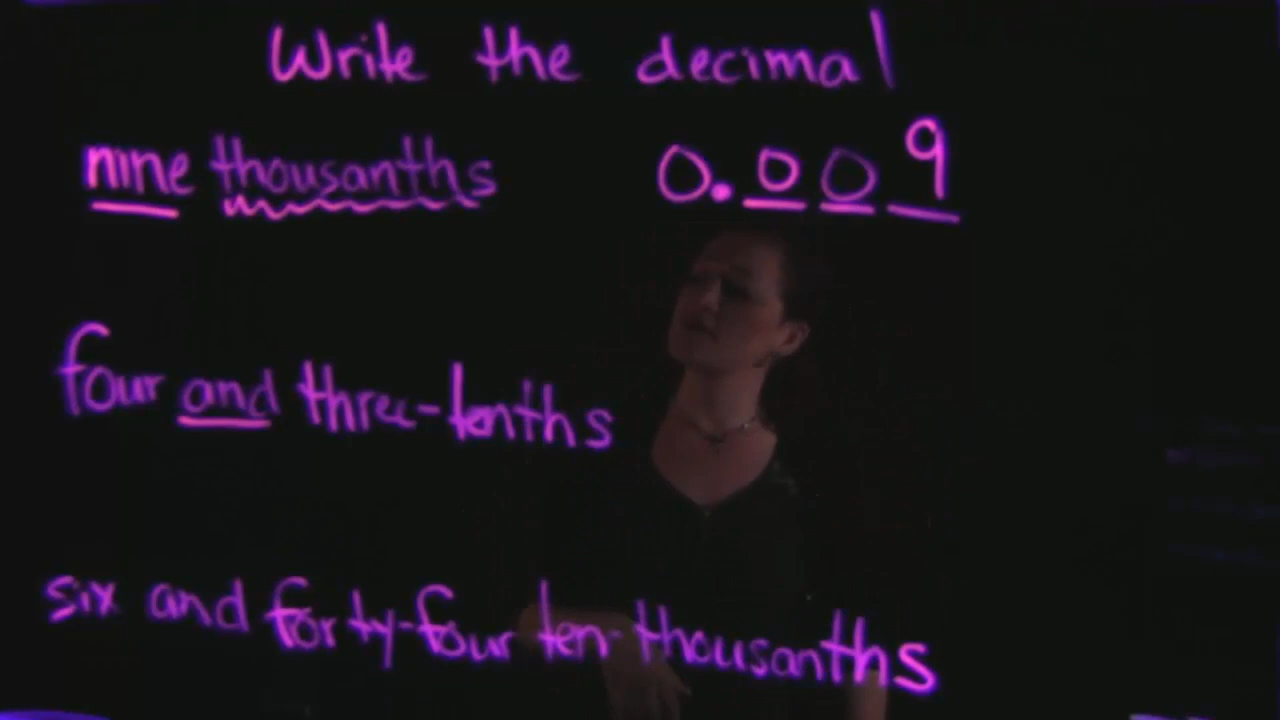 Write the decimal
nine thousanths 0.009
four and three-tenths
six and forty-four ten-thousanths